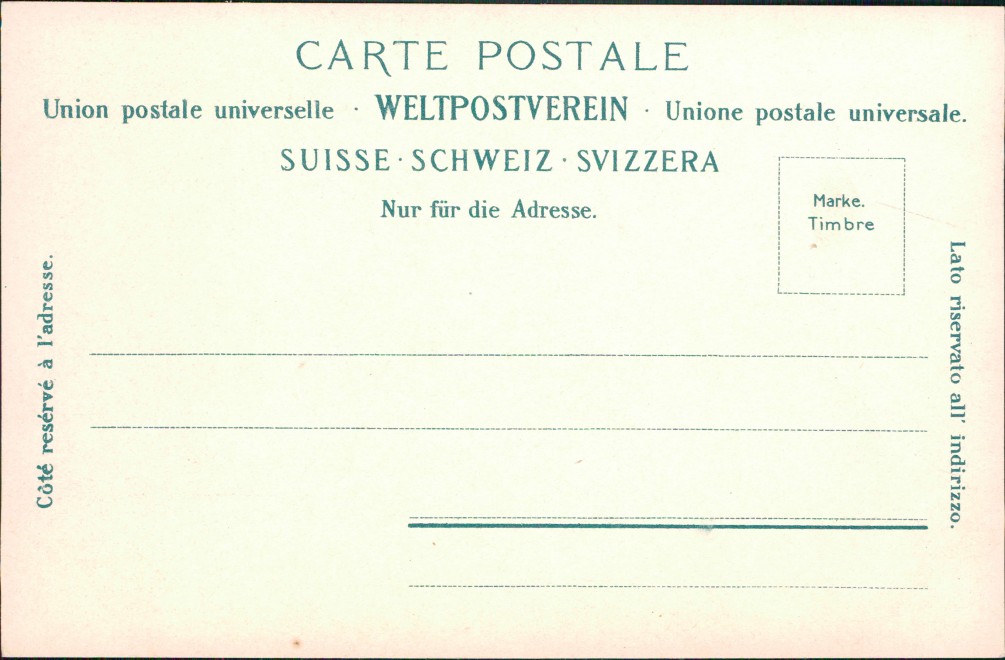 CARTE POSTALE
Union postale universelle · WELTPOSTVEREIN · Unione postale universale.
SUISSE · SCHWEIZ · SVIZZERA
Nur für die Adresse.
Marke.
Timbre
Côté resérvé à l'adresse.
Lato riservato all' indirizzo.